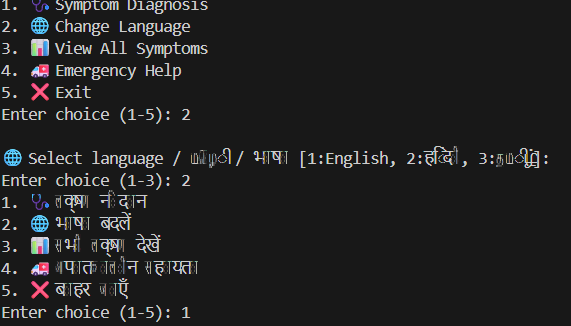 1. 🩺 Symptom Diagnosis
2. 🌐 Change Language
3. 📊 View All Symptoms
4. 🚑 Emergency Help
5. ❌ Exit
Enter choice (1-5): 2
🌐 Select language / மொழி / भाषा [1:English, 2:हिंदी, 3:தமிழ்]:
Enter choice (1-3): 2
1. 🩺 लक्षण निदान
2. 🌐 भाषा बदलें
3. 📊 सभी लक्षण देखें
4. 🚑 आपातकालीन सहायता
5. ❌ बाहर जाएँ
Enter choice (1-5): 1